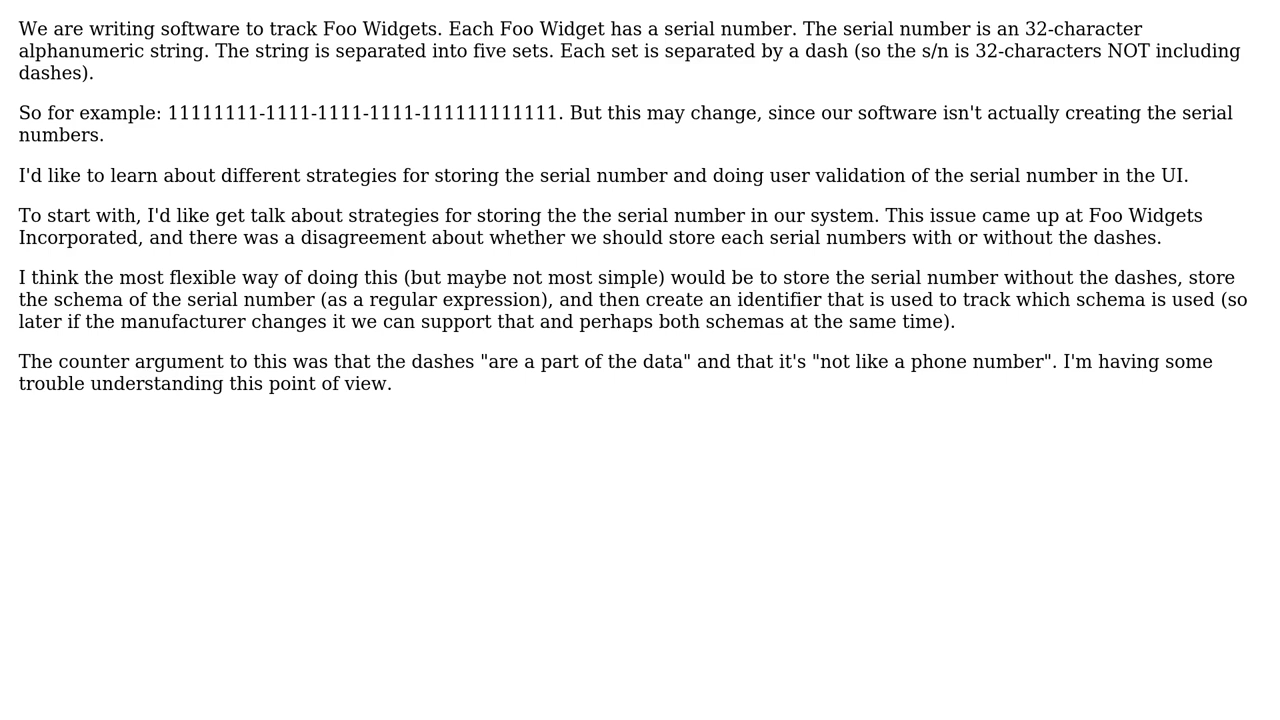 We are writing software to track Foo Widgets. Each Foo Widget has a serial number. The serial number is an 32-character
alphanumeric string. The string is separated into five sets. Each set is separated by a dash (so the s/n is 32-characters NOT including
dashes).
So for example: 11111111-1111-1111-1111-111111111111. But this may change, since our software isn't actually creating the serial
numbers.
I'd like to learn about different strategies for storing the serial number and doing user validation of the serial number in the UI.
To start with, I'd like get talk about strategies for storing the the serial number in our system. This issue came up at Foo Widgets
Incorporated, and there was a disagreement about whether we should store each serial numbers with or without the dashes.
I think the most flexible way of doing this (but maybe not most simple) would be to store the serial number without the dashes, store
the schema of the serial number (as a regular expression), and then create an identifier that is used to track which schema is used (so
later if the manufacturer changes it we can support that and perhaps both schemas at the same time).
The counter argument to this was that the dashes "are a part of the data" and that it's "not like a phone number". I'm having some
trouble understanding this point of view.